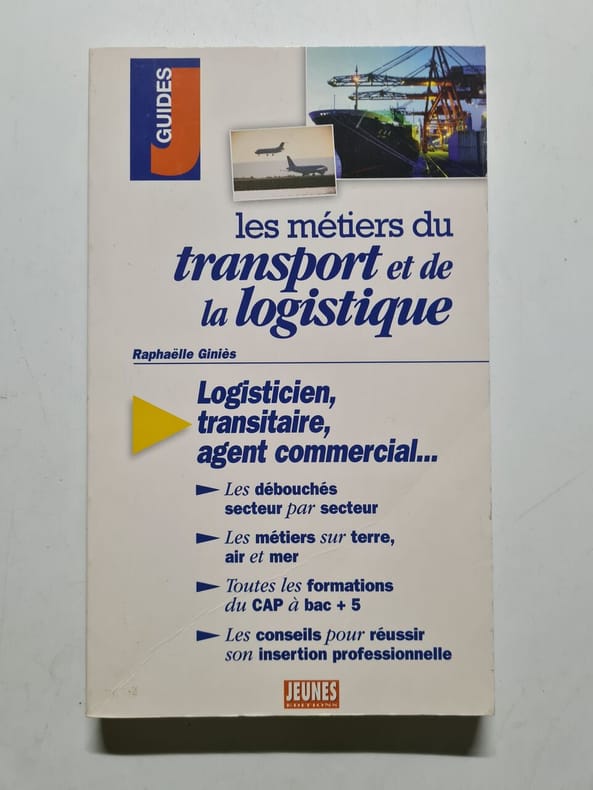 J
GUIDES
les métiers du
transport et de
la logistique
Raphaëlle Giniès
Logisticien,
transitaire,
agent commercial...
Les débouchés
secteur par secteur
Les métiers sur terre,
air et mer
Toutes les formations
du CAP à bac + 5
Les conseils pour réussir
son insertion professionnelle
JEUNES
EDITIONS